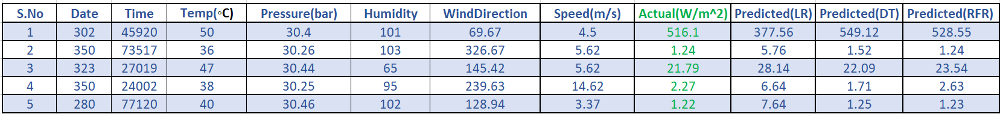 S.No Date Time Temp(◦C) Pressure(bar) Humidity WindDirection Speed(m/s) Actual(W/m^2) Predicted(LR) Predicted(DT) Predicted(RFR)
1 302 45920 50 30.4 101 69.67 4.5 516.1 377.56 549.12 528.55
2 350 73517 36 30.26 103 326.67 5.62 1.24 5.76 1.52 1.24
3 323 27019 47 30.44 65 145.42 5.62 21.79 28.14 22.09 23.54
4 350 24002 38 30.25 95 239.63 14.62 2.27 6.64 1.71 2.63
5 280 77120 40 30.46 102 128.94 3.37 1.22 7.64 1.25 1.23